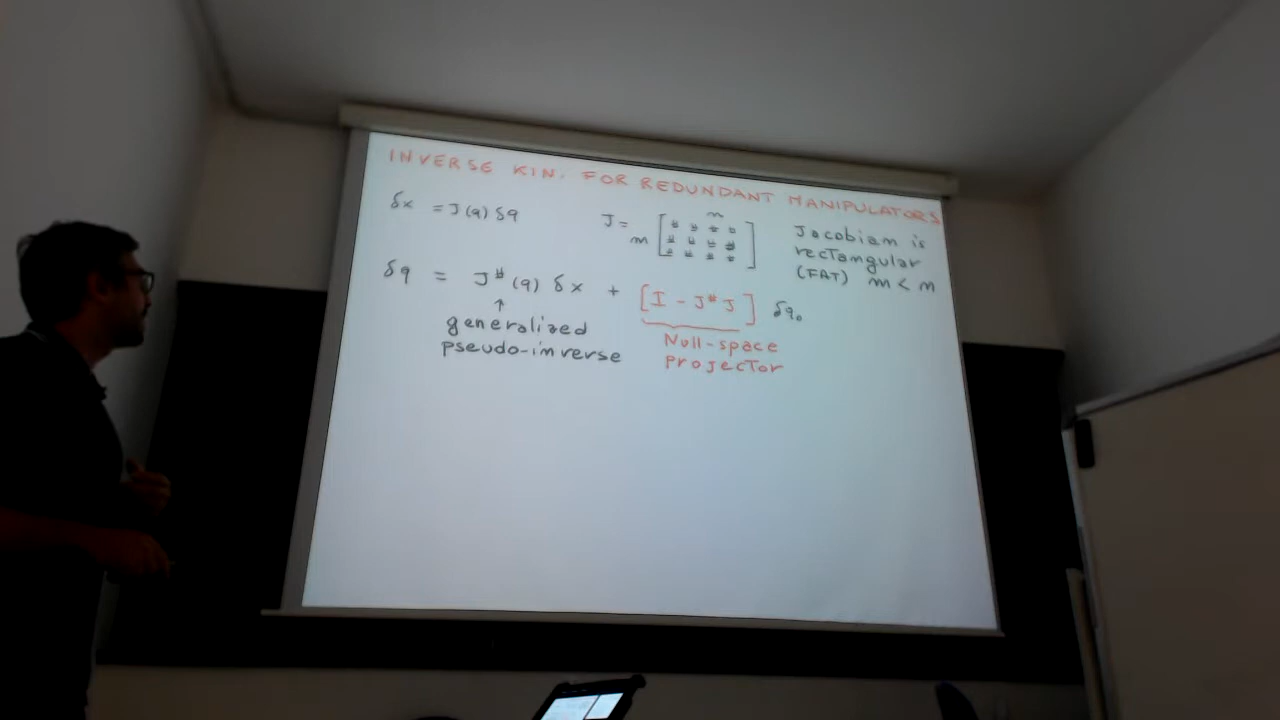 INVERSE KIN. FOR REDUNDANT MANIPULATORS
δx = J(q) δq
J = m [ # # # # # # # # # # # # ] n
Jacobian is
rectangular
(FAT) m < n
δq = J^#(q) δx + [I - J^# J] δq₀
↑
generalized
pseudo-inverse
Null-space
projector